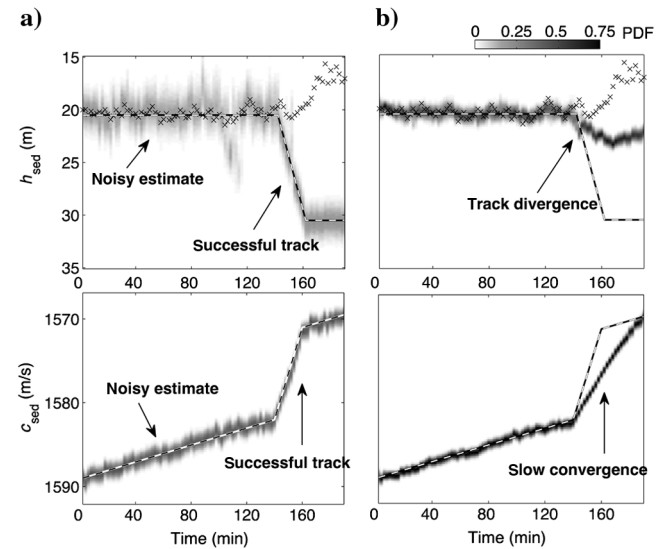 a)
b)
0 0.25 0.5 0.75 PDF
15
20
25
30
35
h_sed (m)
Noisy estimate
Successful track
Track divergence
0 40 80 120 160
0 40 80 120 160
1570
1580
1590
c_sed (m/s)
Noisy estimate
Successful track
Slow convergence
0 40 80 120 160
0 40 80 120 160
Time (min)
Time (min)